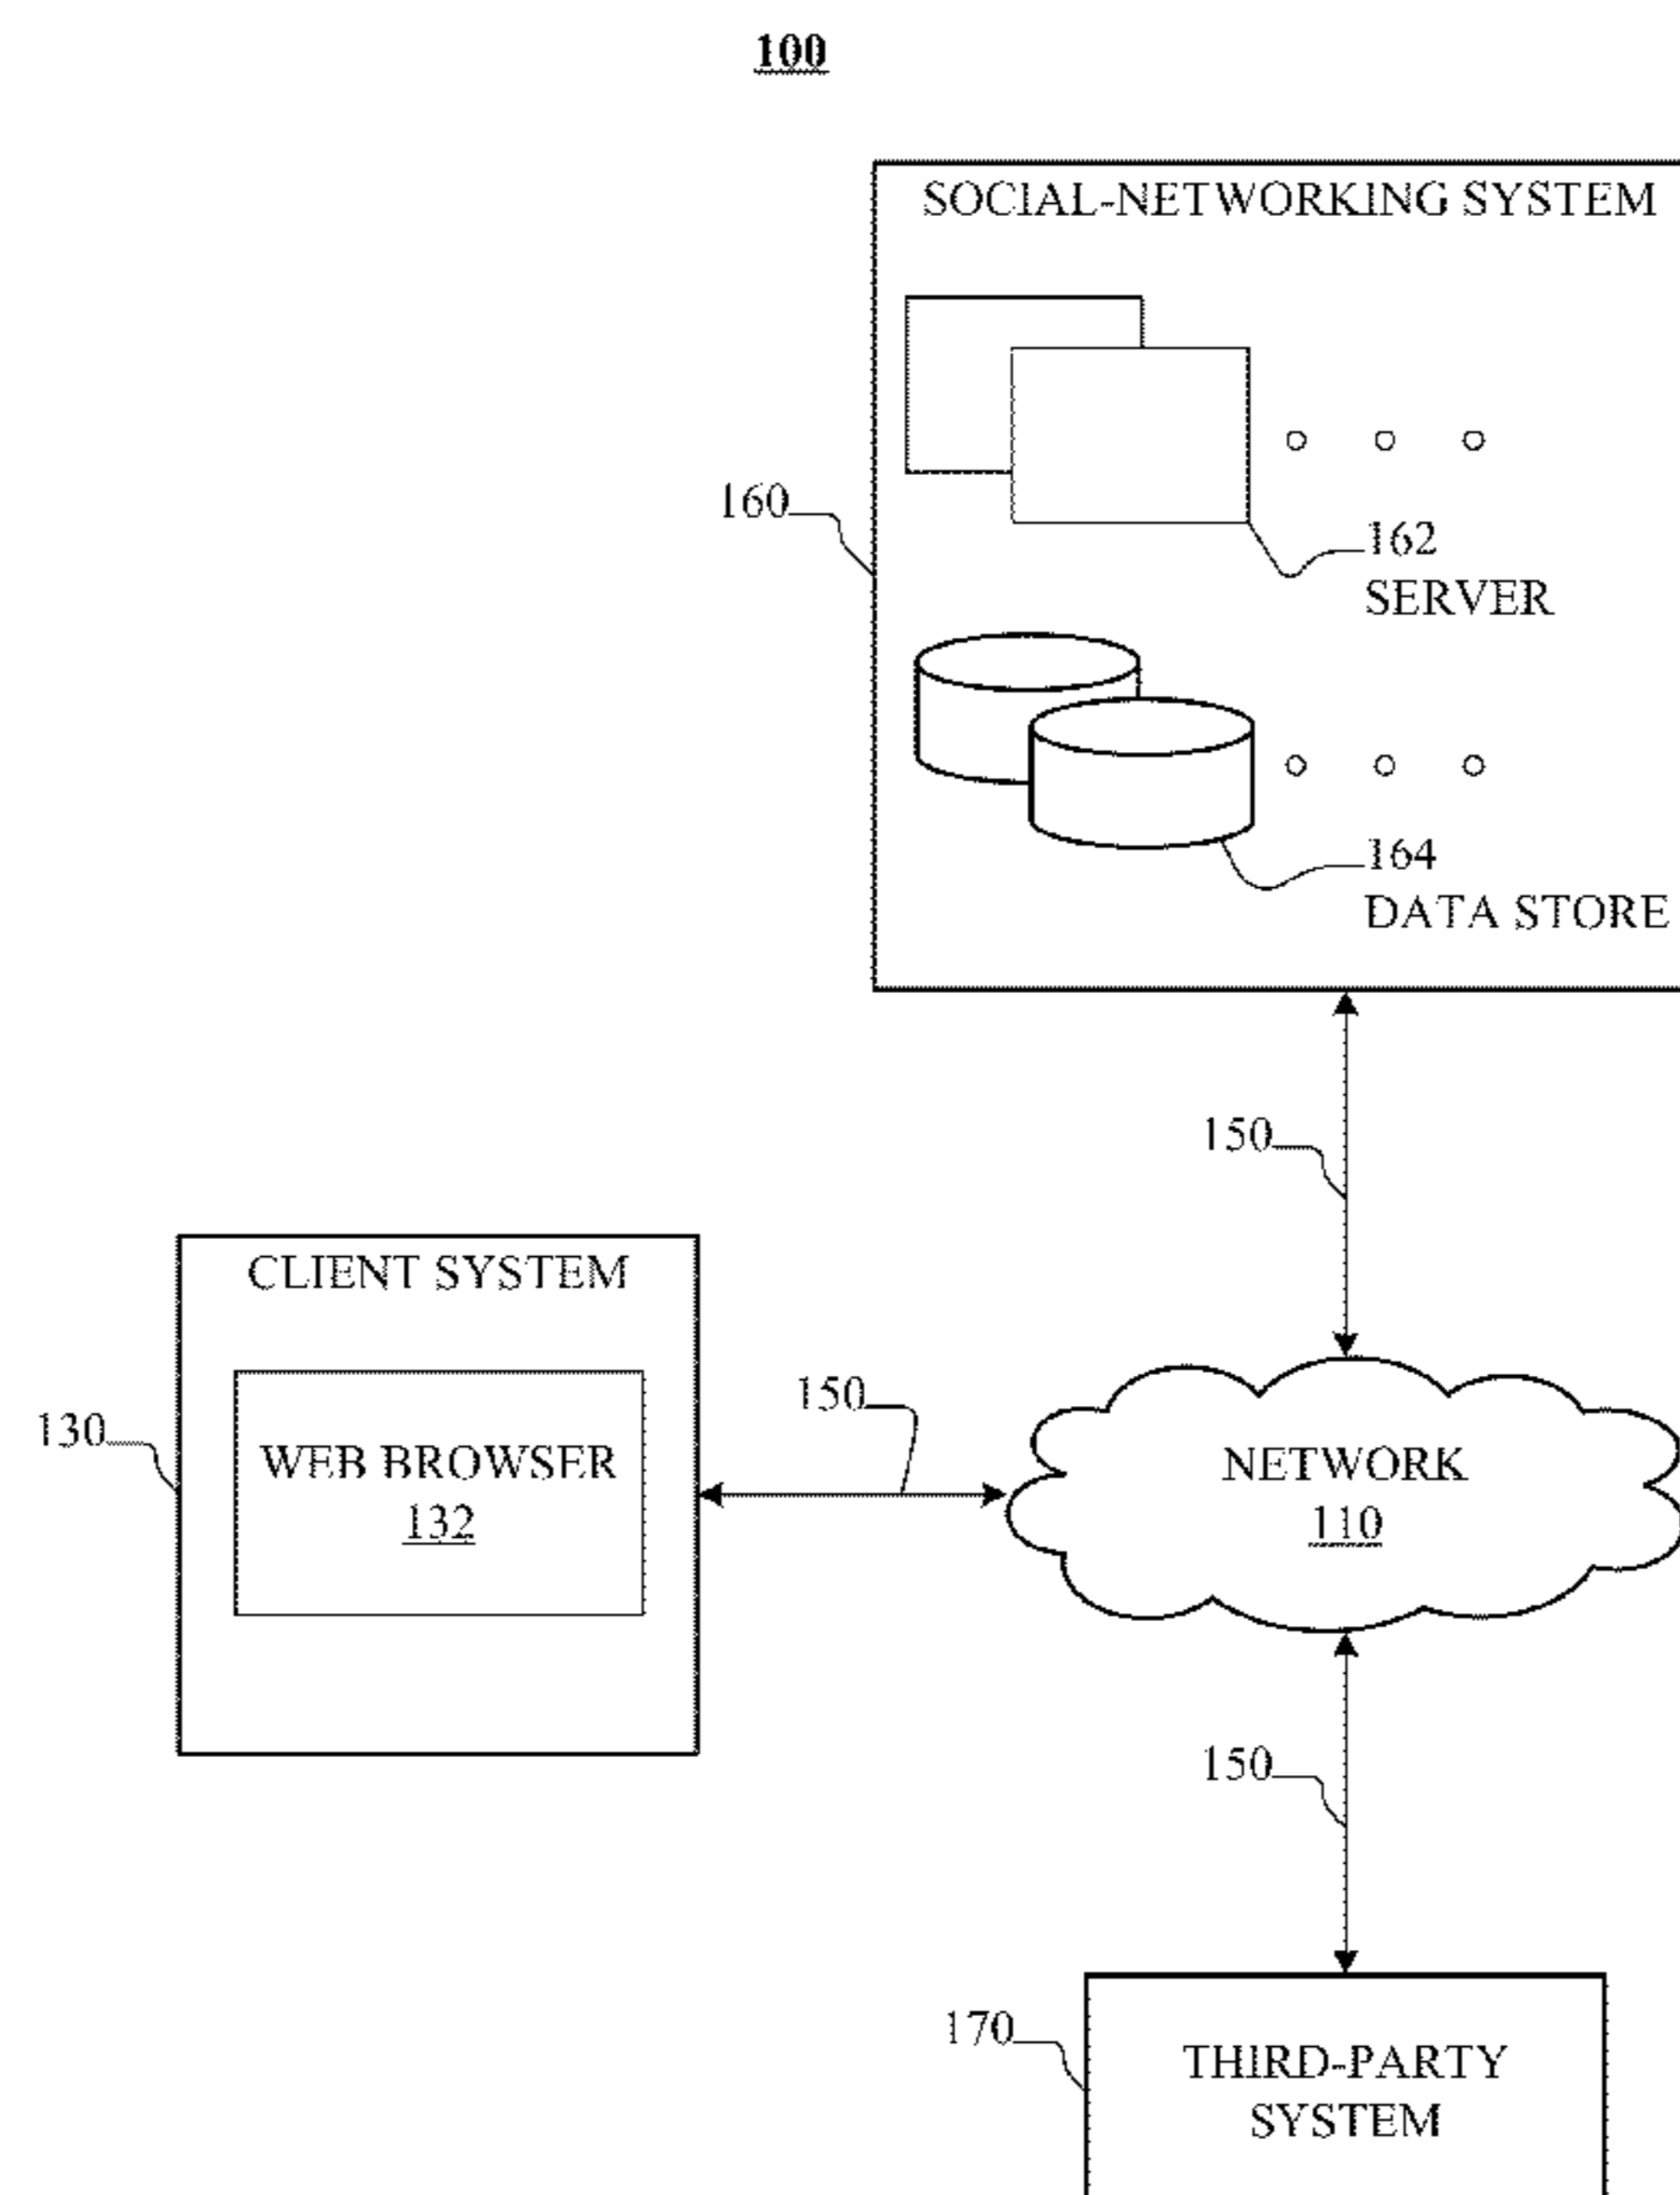 100
SOCIAL-NETWORKING SYSTEM
160
162
SERVER
164
DATA STORE
150
CLIENT SYSTEM
130
WEB BROWSER
132
150
NETWORK
110
150
170
THIRD-PARTY
SYSTEM